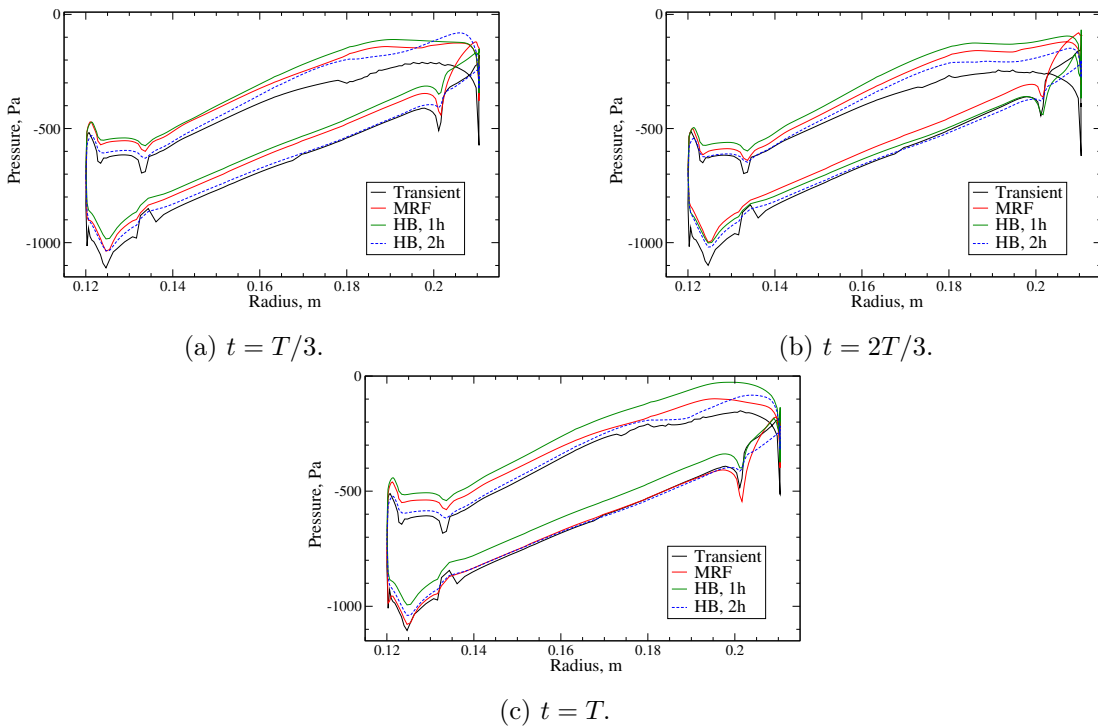 0
-500
-1000
Pressure, Pa
0.12 0.14 0.16 0.18 0.2
Radius, m
Transient
MRF
HB, 1h
HB, 2h
(a) t = T/3.
0
-500
-1000
Pressure, Pa
0.12 0.14 0.16 0.18 0.2
Radius, m
Transient
MRF
HB, 1h
HB, 2h
(b) t = 2T/3.
0
-500
-1000
Pressure, Pa
0.12 0.14 0.16 0.18 0.2
Radius, m
Transient
MRF
HB, 1h
HB, 2h
(c) t = T.